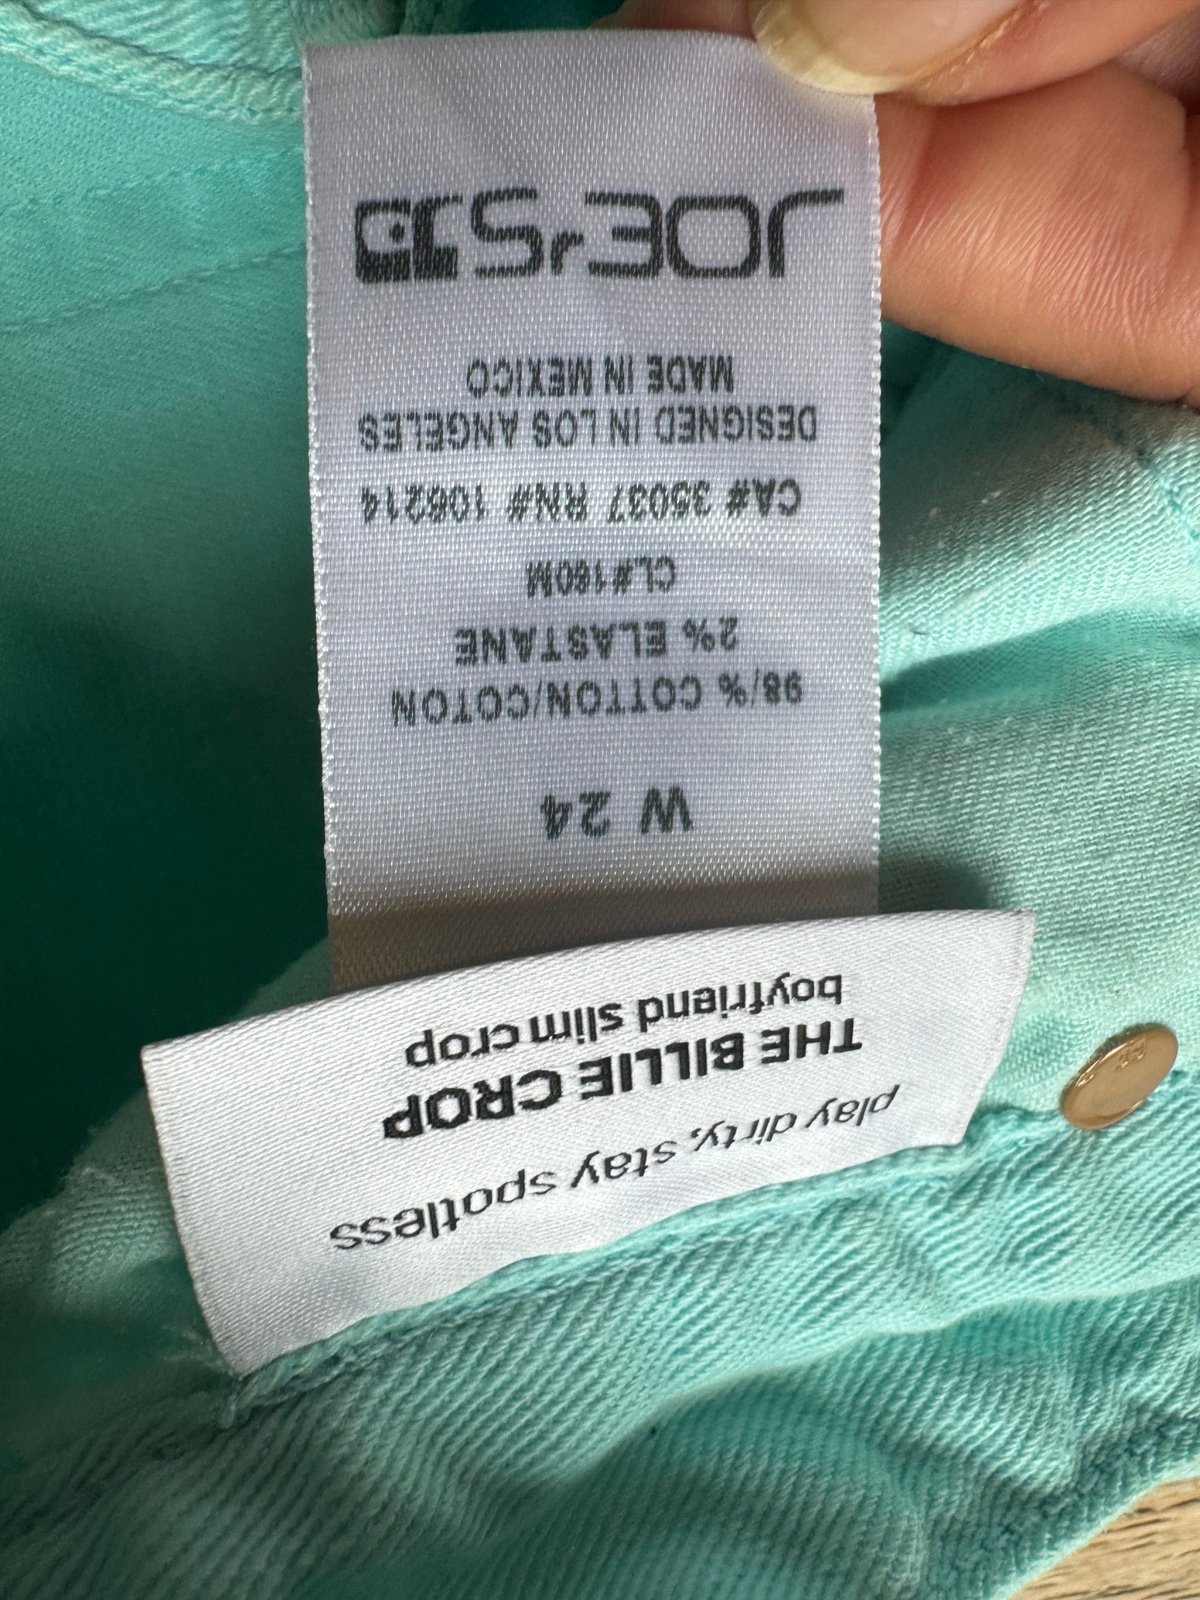 play dirty, stay spotless
THE BILLIE CROP
boyfriend slim crop
W 24
98/% COTTON/COTON
2% ELASTANE
CL#160M
CA# 35037 RN# 106214
DESIGNED IN LOS ANGELES
MADE IN MEXICO
JOE'S